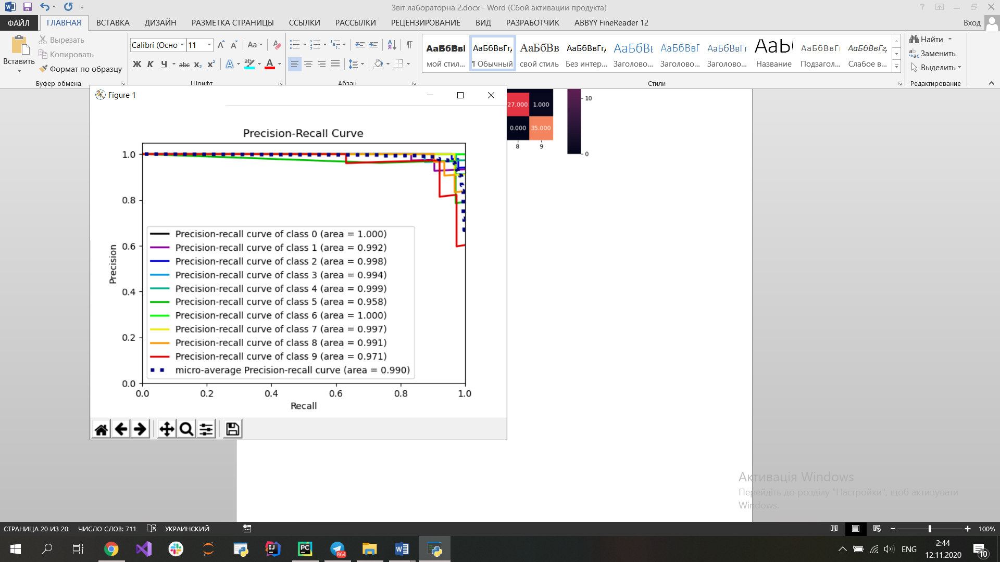 Звіт лабораторна 2.docx - Word (Сбой активации продукта)
ФАЙЛ ГЛАВНАЯ ВСТАВКА ДИЗАЙН РАЗМЕТКА СТРАНИЦЫ ССЫЛКИ РАССЫЛКИ РЕЦЕНЗИРОВАНИЕ ВИД РАЗРАБОТЧИК ABBYY FineReader 12 Вход
Вставить
Вырезать
Копировать
Формат по образцу
Буфер обмена
Calibri (Осно 11
Ж К Ч abc x₂ x²
Шрифт
Абзац
АаБбВвІ АаБбВвГг, АаБбВв АаБбВвГг, АаБбВ АаБбВвГ АаБбВвГг АаЬ АаБбВвГг АаБбВвГг,
мой стил... ¶ Обычный свой стиль Без интер... Заголово... Заголово... Заголово... Название Подзагол... Слабое в...
Стили
Найти
Заменить
Выделить
Редактирование
Figure 1
Precision-Recall Curve
1.0
0.8
0.6
0.4
0.2
0.0
Precision
Precision-recall curve of class 0 (area = 1.000)
Precision-recall curve of class 1 (area = 0.992)
Precision-recall curve of class 2 (area = 0.998)
Precision-recall curve of class 3 (area = 0.994)
Precision-recall curve of class 4 (area = 0.999)
Precision-recall curve of class 5 (area = 0.958)
Precision-recall curve of class 6 (area = 1.000)
Precision-recall curve of class 7 (area = 0.997)
Precision-recall curve of class 8 (area = 0.991)
Precision-recall curve of class 9 (area = 0.971)
micro-average Precision-recall curve (area = 0.990)
0.0 0.2 0.4 0.6 0.8 1.0
Recall
27.000 1.000
0.000 35.000
8 9
10
0
Активація Windows
Перейдіть до розділу "Настройки", щоб активувати
Windows.
СТРАНИЦА 20 ИЗ 20 ЧИСЛО СЛОВ: 711 УКРАИНСКИЙ 100%
864
ENG
2:44
12.11.2020
10